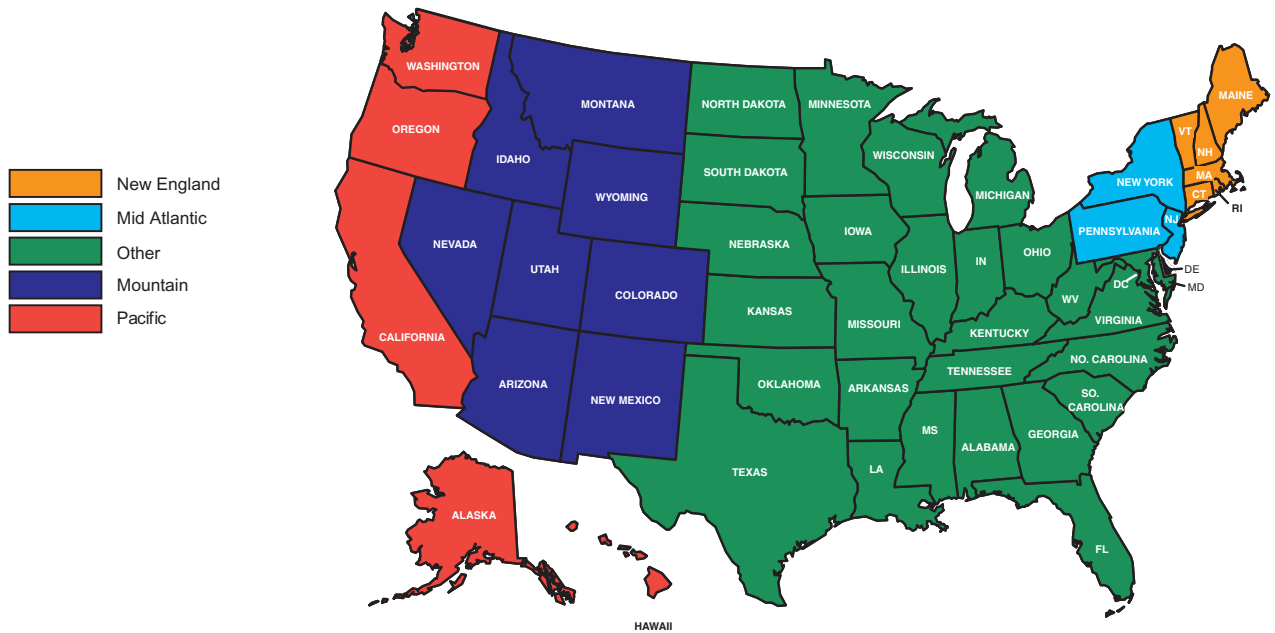 New England
Mid Atlantic
Other
Mountain
Pacific
WASHINGTON
OREGON
CALIFORNIA
IDAHO
NEVADA
MONTANA
WYOMING
UTAH
COLORADO
ARIZONA
NEW MEXICO
NORTH DAKOTA
SOUTH DAKOTA
NEBRASKA
KANSAS
OKLAHOMA
TEXAS
MINNESOTA
IOWA
MISSOURI
ARKANSAS
LA
WISCONSIN
ILLINOIS
MICHIGAN
IN
OHIO
KENTUCKY
TENNESSEE
MS
ALABAMA
GEORGIA
FL
SO.
CAROLINA
NO. CAROLINA
VIRGINIA
WV
DC
DE
MD
PENNSYLVANIA
NJ
NEW YORK
VT
NH
MAINE
MA
CT
RI
ALASKA
HAWAII